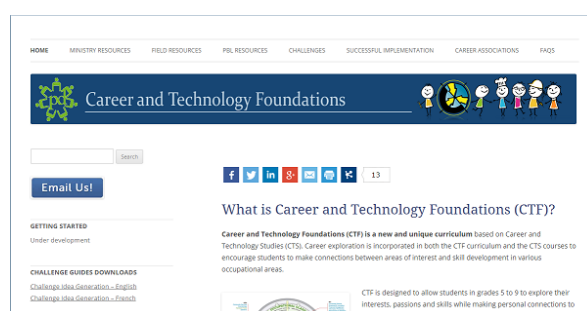 HOME MINISTRY RESOURCES FIELD RESOURCES PBL RESOURCES CHALLENGES SUCCESSFUL IMPLEMENTATION CAREER ASSOCIATIONS FAQS
pdf Career and Technology Foundations
Search
Email Us!
GETTING STARTED
Under development
CHALLENGE GUIDES DOWNLOADS
Challenge Idea Generation – English
Challenge Idea Generation – French
13
What is Career and Technology Foundations (CTF)?
Career and Technology Foundations (CTF) is a new and unique curriculum based on Career and
Technology Studies (CTS). Career exploration is incorporated in both the CTF curriculum and the CTS courses to
encourage students to make connections between areas of interest and skill development in various
occupational areas.
CTF is designed to allow students in grades 5 to 9 to explore their
interests, passions and skills while making personal connections to